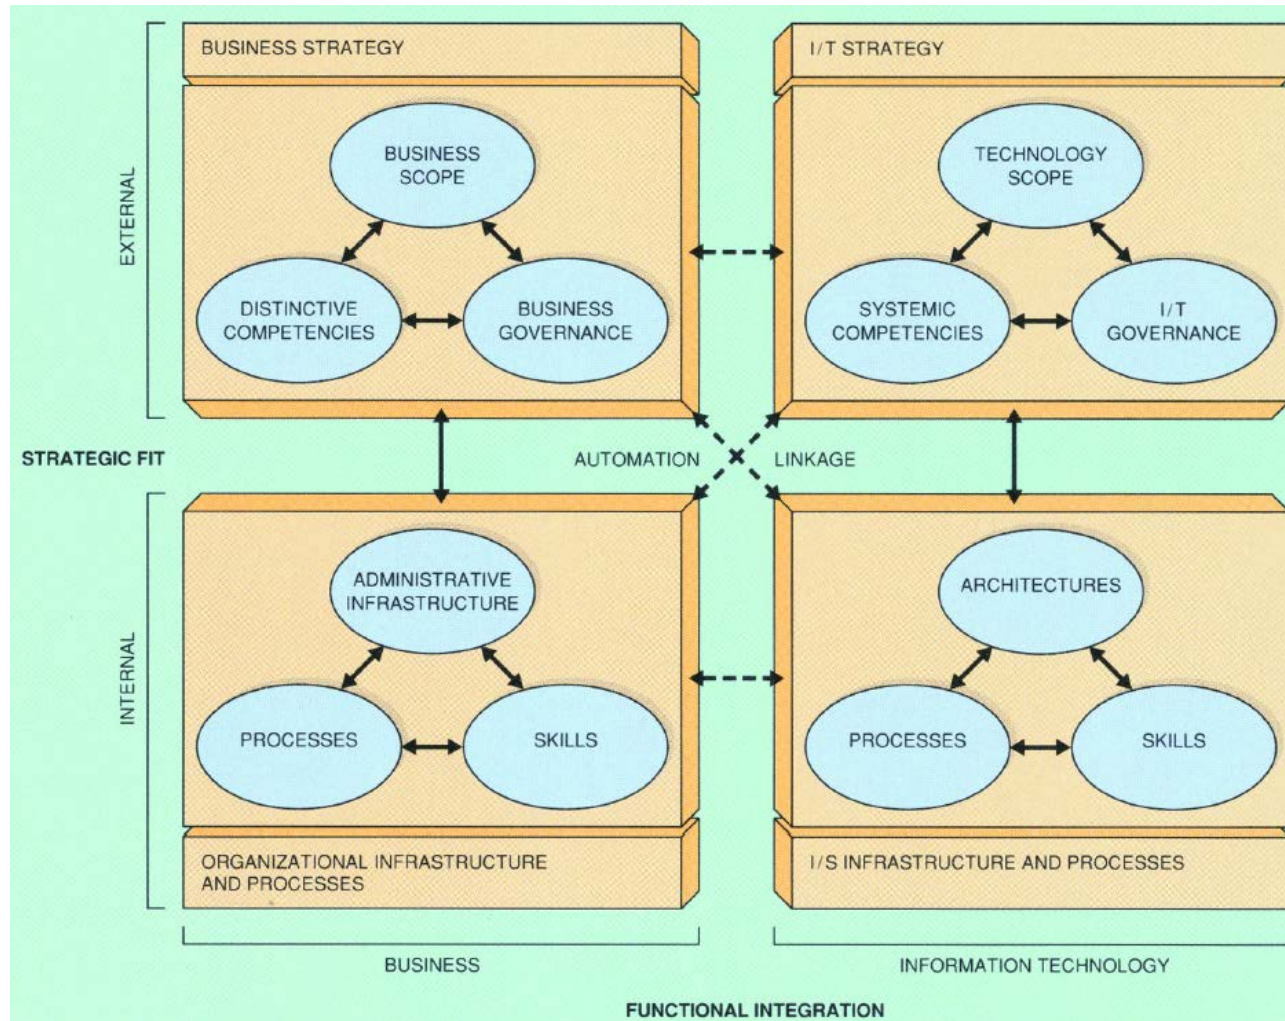 BUSINESS STRATEGY
I/T STRATEGY
EXTERNAL
BUSINESS
SCOPE
DISTINCTIVE
COMPETENCIES
BUSINESS
GOVERNANCE
TECHNOLOGY
SCOPE
SYSTEMIC
COMPETENCIES
I/T
GOVERNANCE
STRATEGIC FIT
AUTOMATION
LINKAGE
INTERNAL
ADMINISTRATIVE
INFRASTRUCTURE
PROCESSES
SKILLS
ARCHITECTURES
PROCESSES
SKILLS
ORGANIZATIONAL INFRASTRUCTURE
AND PROCESSES
I/S INFRASTRUCTURE AND PROCESSES
BUSINESS
INFORMATION TECHNOLOGY
FUNCTIONAL INTEGRATION